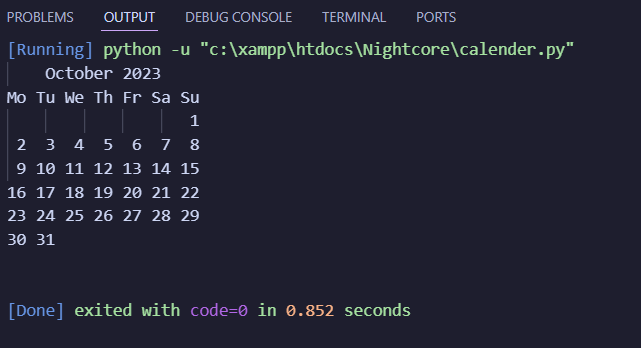 PROBLEMS OUTPUT DEBUG CONSOLE TERMINAL PORTS
[Running] python -u "c:\xampp\htdocs\Nightcore\calender.py"
    October 2023
Mo Tu We Th Fr Sa Su
                   1
 2  3  4  5  6  7  8
 9 10 11 12 13 14 15
16 17 18 19 20 21 22
23 24 25 26 27 28 29
30 31
[Done] exited with code=0 in 0.852 seconds